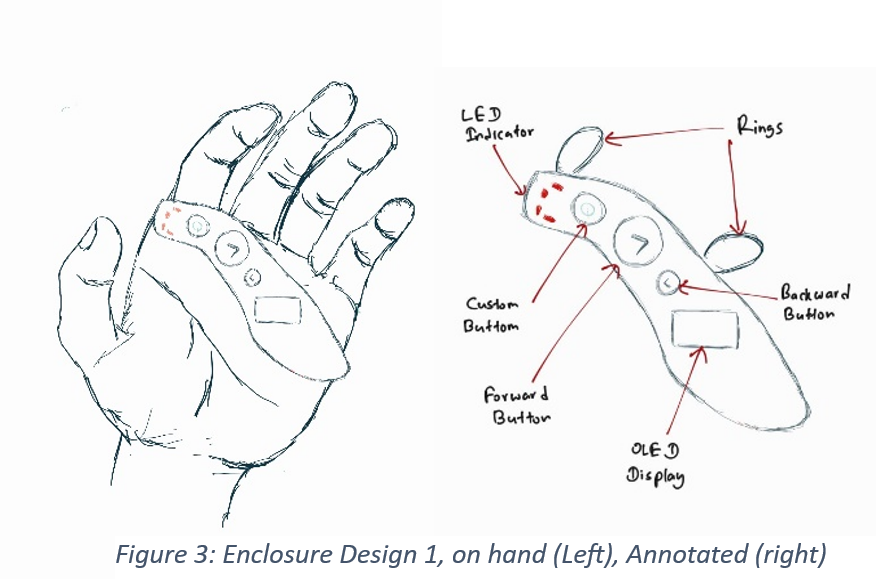 LED
Indicator
Rings
Custom
Buttom
Backward
Button
Forward
Button
OLED
Display
Figure 3: Enclosure Design 1, on hand (Left), Annotated (right)